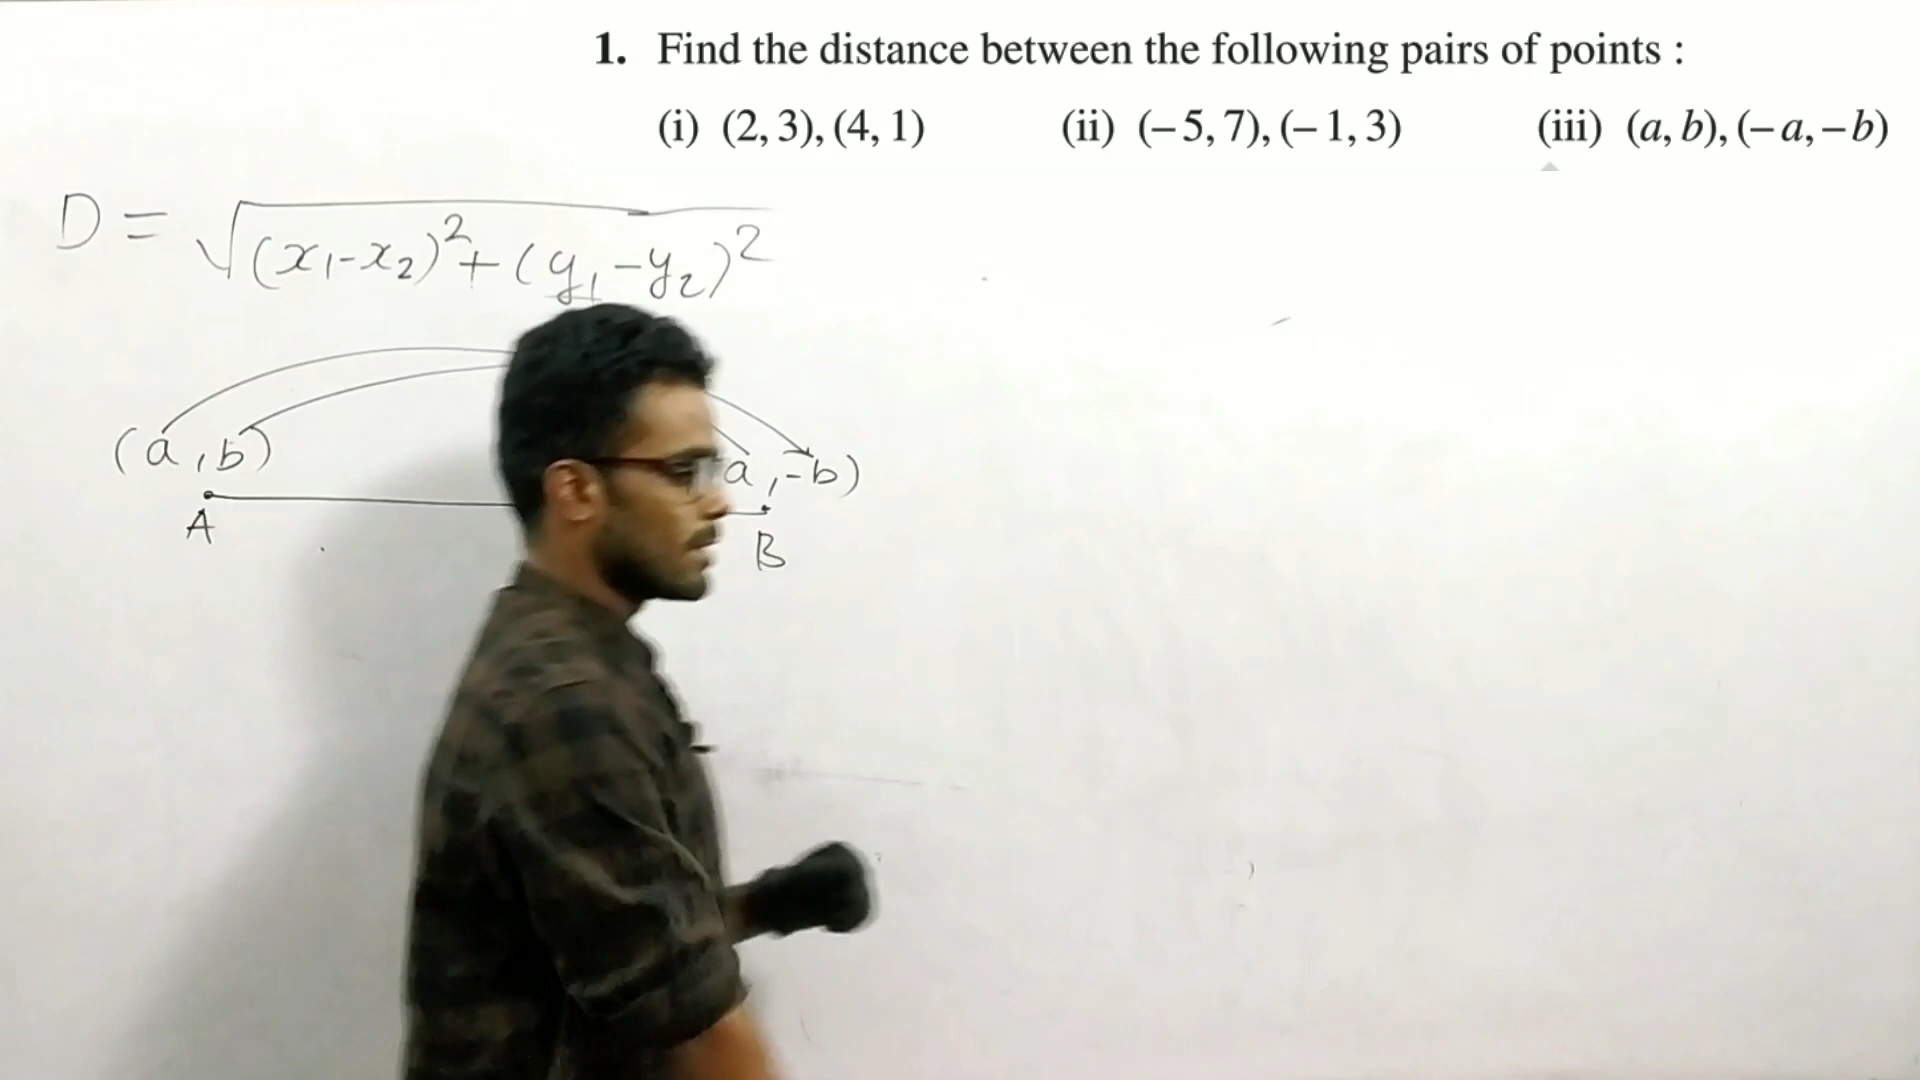 1. Find the distance between the following pairs of points :
(i) (2, 3), (4, 1) (ii) (– 5, 7), (– 1, 3) (iii) (a, b), (– a, – b)
D = √(x₁-x₂)² + (y₁-y₂)²
(a, b) a, -b)
A B